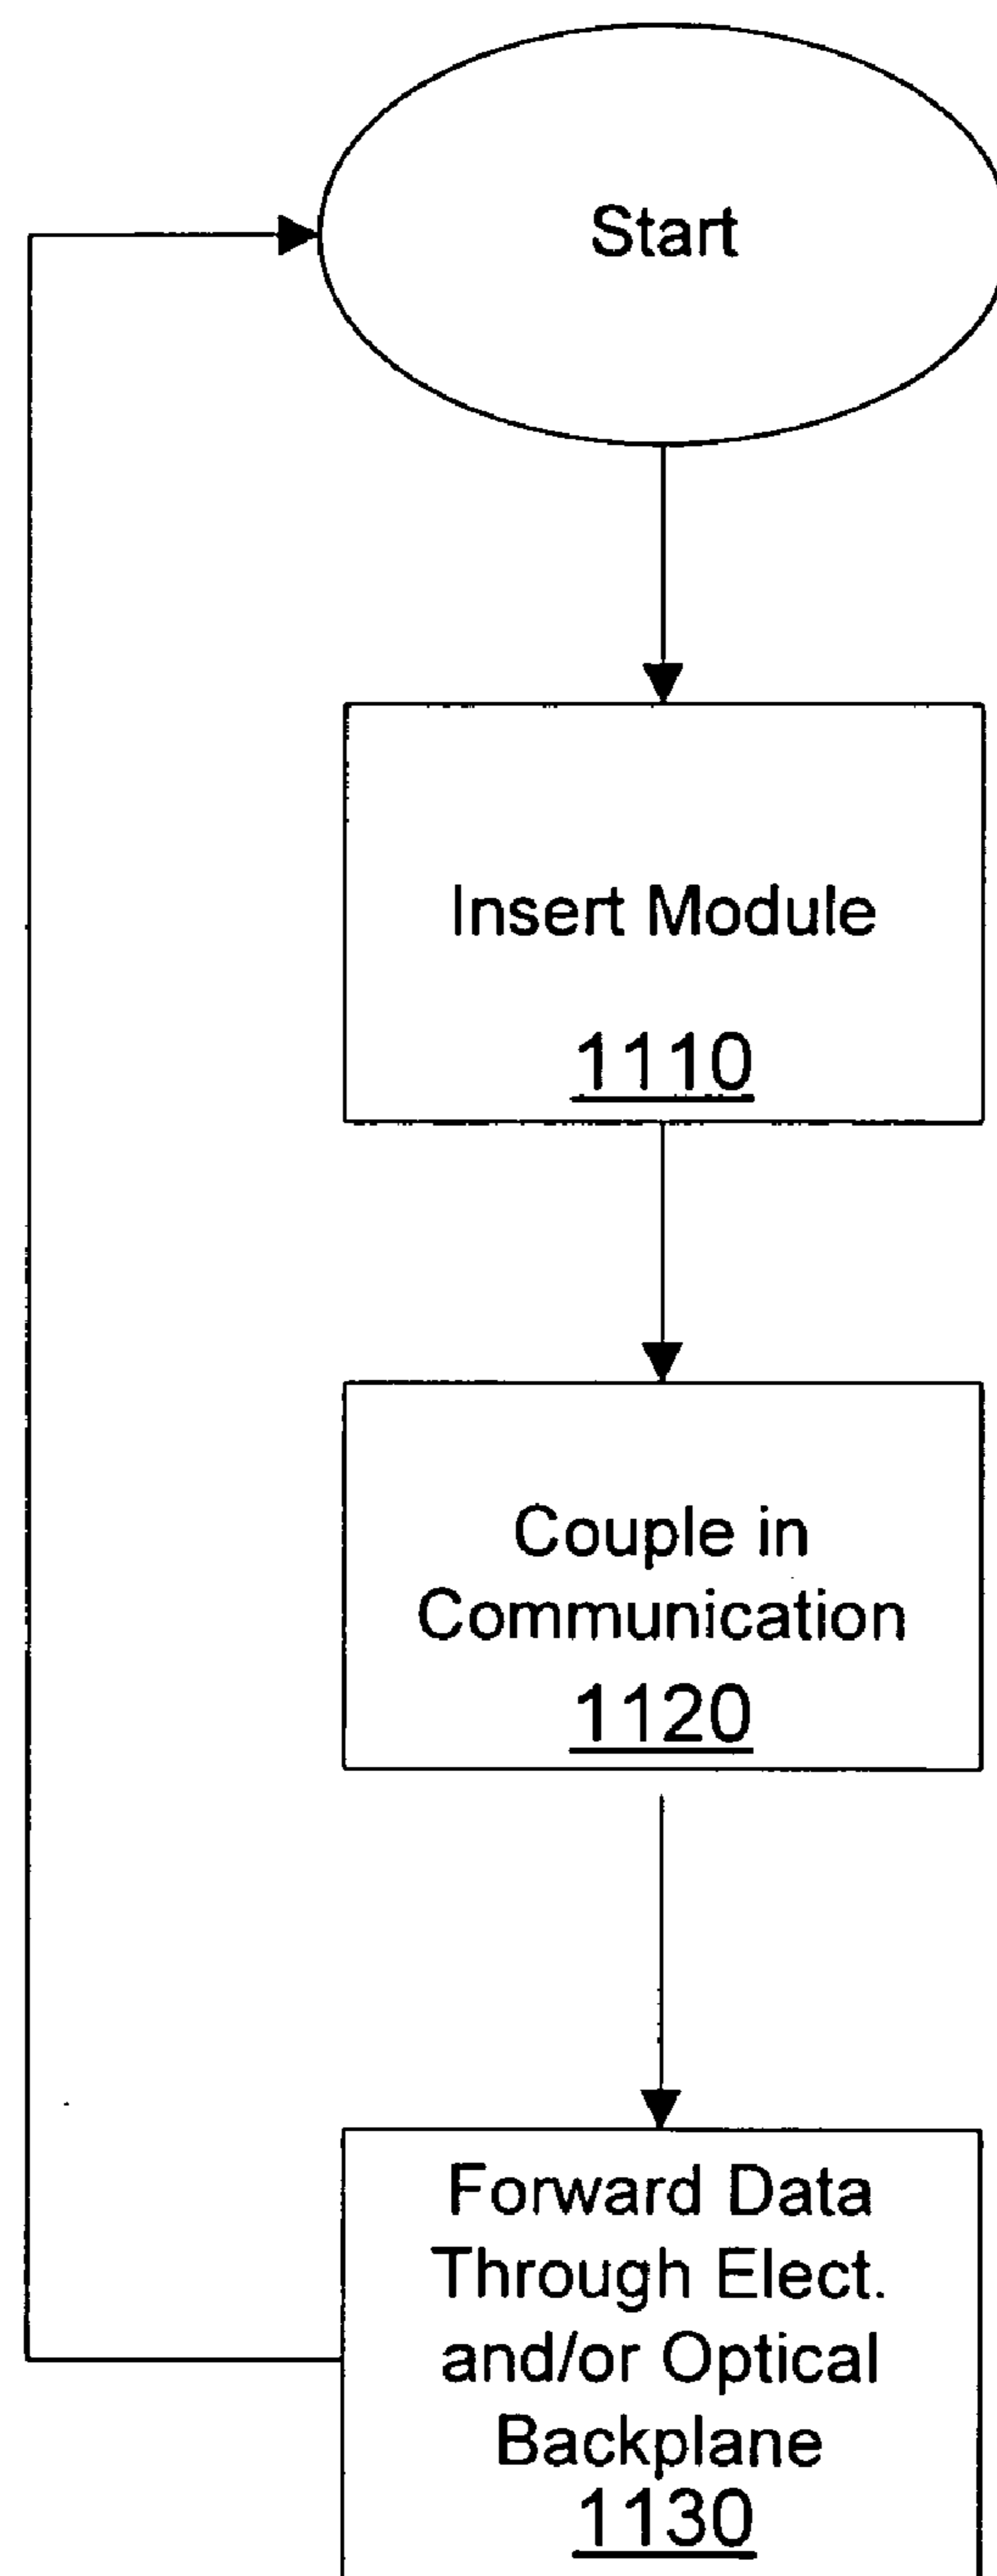 Start
Insert Module
1110
Couple in
Communication
1120
Forward Data
Through Elect.
and/or Optical
Backplane
1130